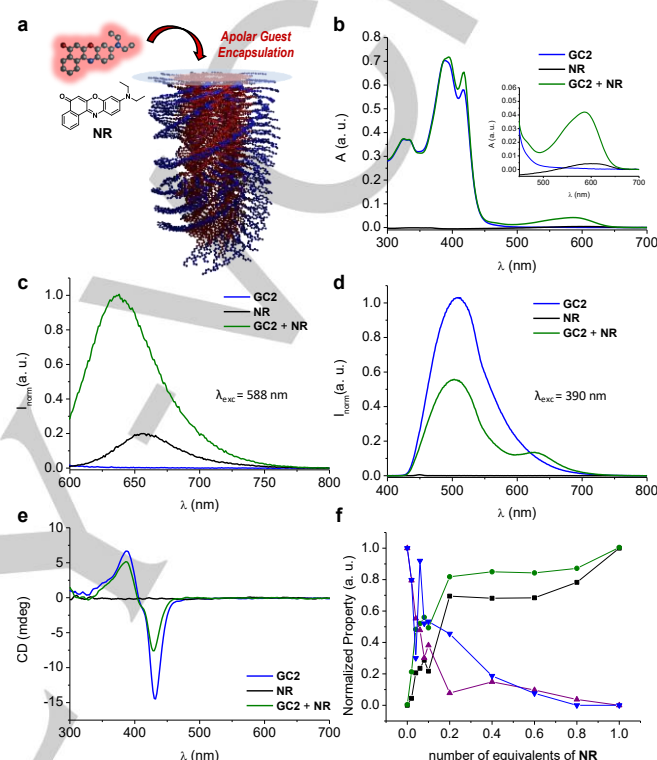 a
Apolar Guest
Encapsulation
O
O
N
N
NR
b
GC2
NR
GC2 + NR
A (a. u.)
0.8
0.7
0.6
0.5
0.4
0.3
0.2
0.1
0.0
300 400 500 600 700
λ (nm)
A (a. u.)
0.06
0.05
0.04
0.03
0.02
0.01
0.00
500 600 700
λ (nm)
c
GC2
NR
GC2 + NR
λexc = 588 nm
Inorm (a. u.)
1.0
0.8
0.6
0.4
0.2
0.0
600 650 700 750 800
λ (nm)
d
GC2
NR
GC2 + NR
λexc = 390 nm
Inorm (a. u.)
1.0
0.8
0.6
0.4
0.2
0.0
400 500 600 700 800
λ (nm)
e
CD (mdeg)
10
5
0
-5
-10
-15
GC2
NR
GC2 + NR
300 400 500 600 700
λ (nm)
f
Normalized Property (a. u.)
1.0
0.8
0.6
0.4
0.2
0.0
0.0 0.2 0.4 0.6 0.8 1.0
number of equivalents of NR